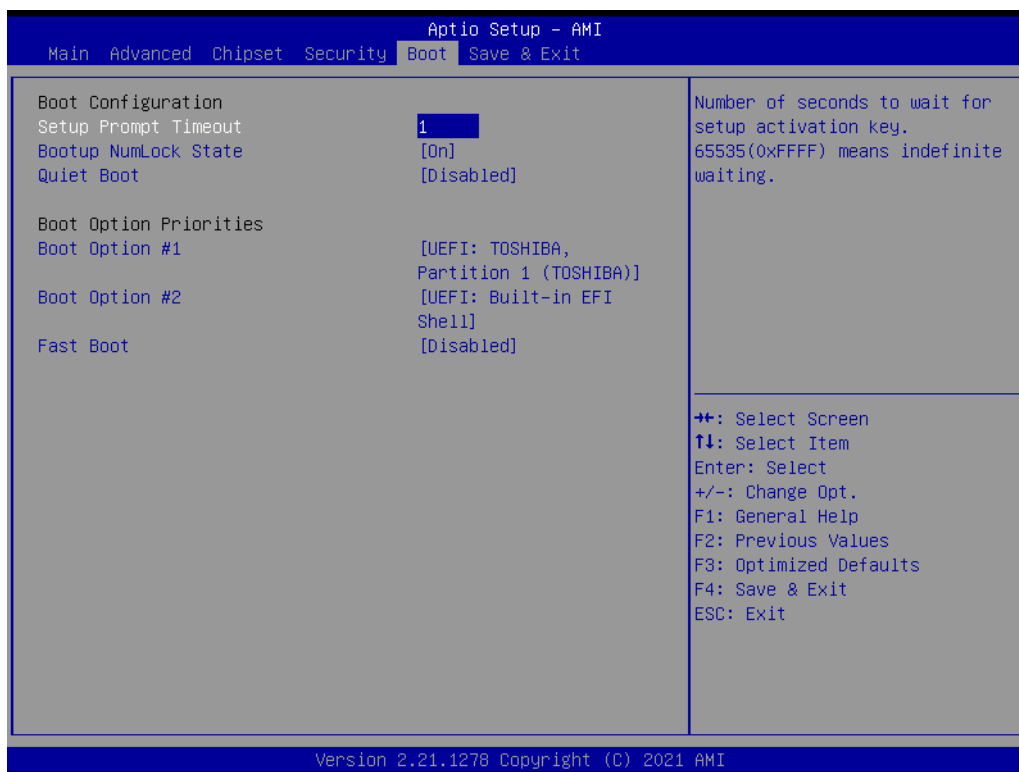 Aptio Setup – AMI
Main Advanced Chipset Security Boot Save & Exit
Boot Configuration
Setup Prompt Timeout 1
Bootup NumLock State [On]
Quiet Boot [Disabled]
Boot Option Priorities
Boot Option #1 [UEFI: TOSHIBA,
Partition 1 (TOSHIBA)]
Boot Option #2 [UEFI: Built-in EFI
Shell]
Fast Boot [Disabled]
Number of seconds to wait for
setup activation key.
65535(0xFFFF) means indefinite
waiting.
→←: Select Screen
↑↓: Select Item
Enter: Select
+/-: Change Opt.
F1: General Help
F2: Previous Values
F3: Optimized Defaults
F4: Save & Exit
ESC: Exit
Version 2.21.1278 Copyright (C) 2021 AMI